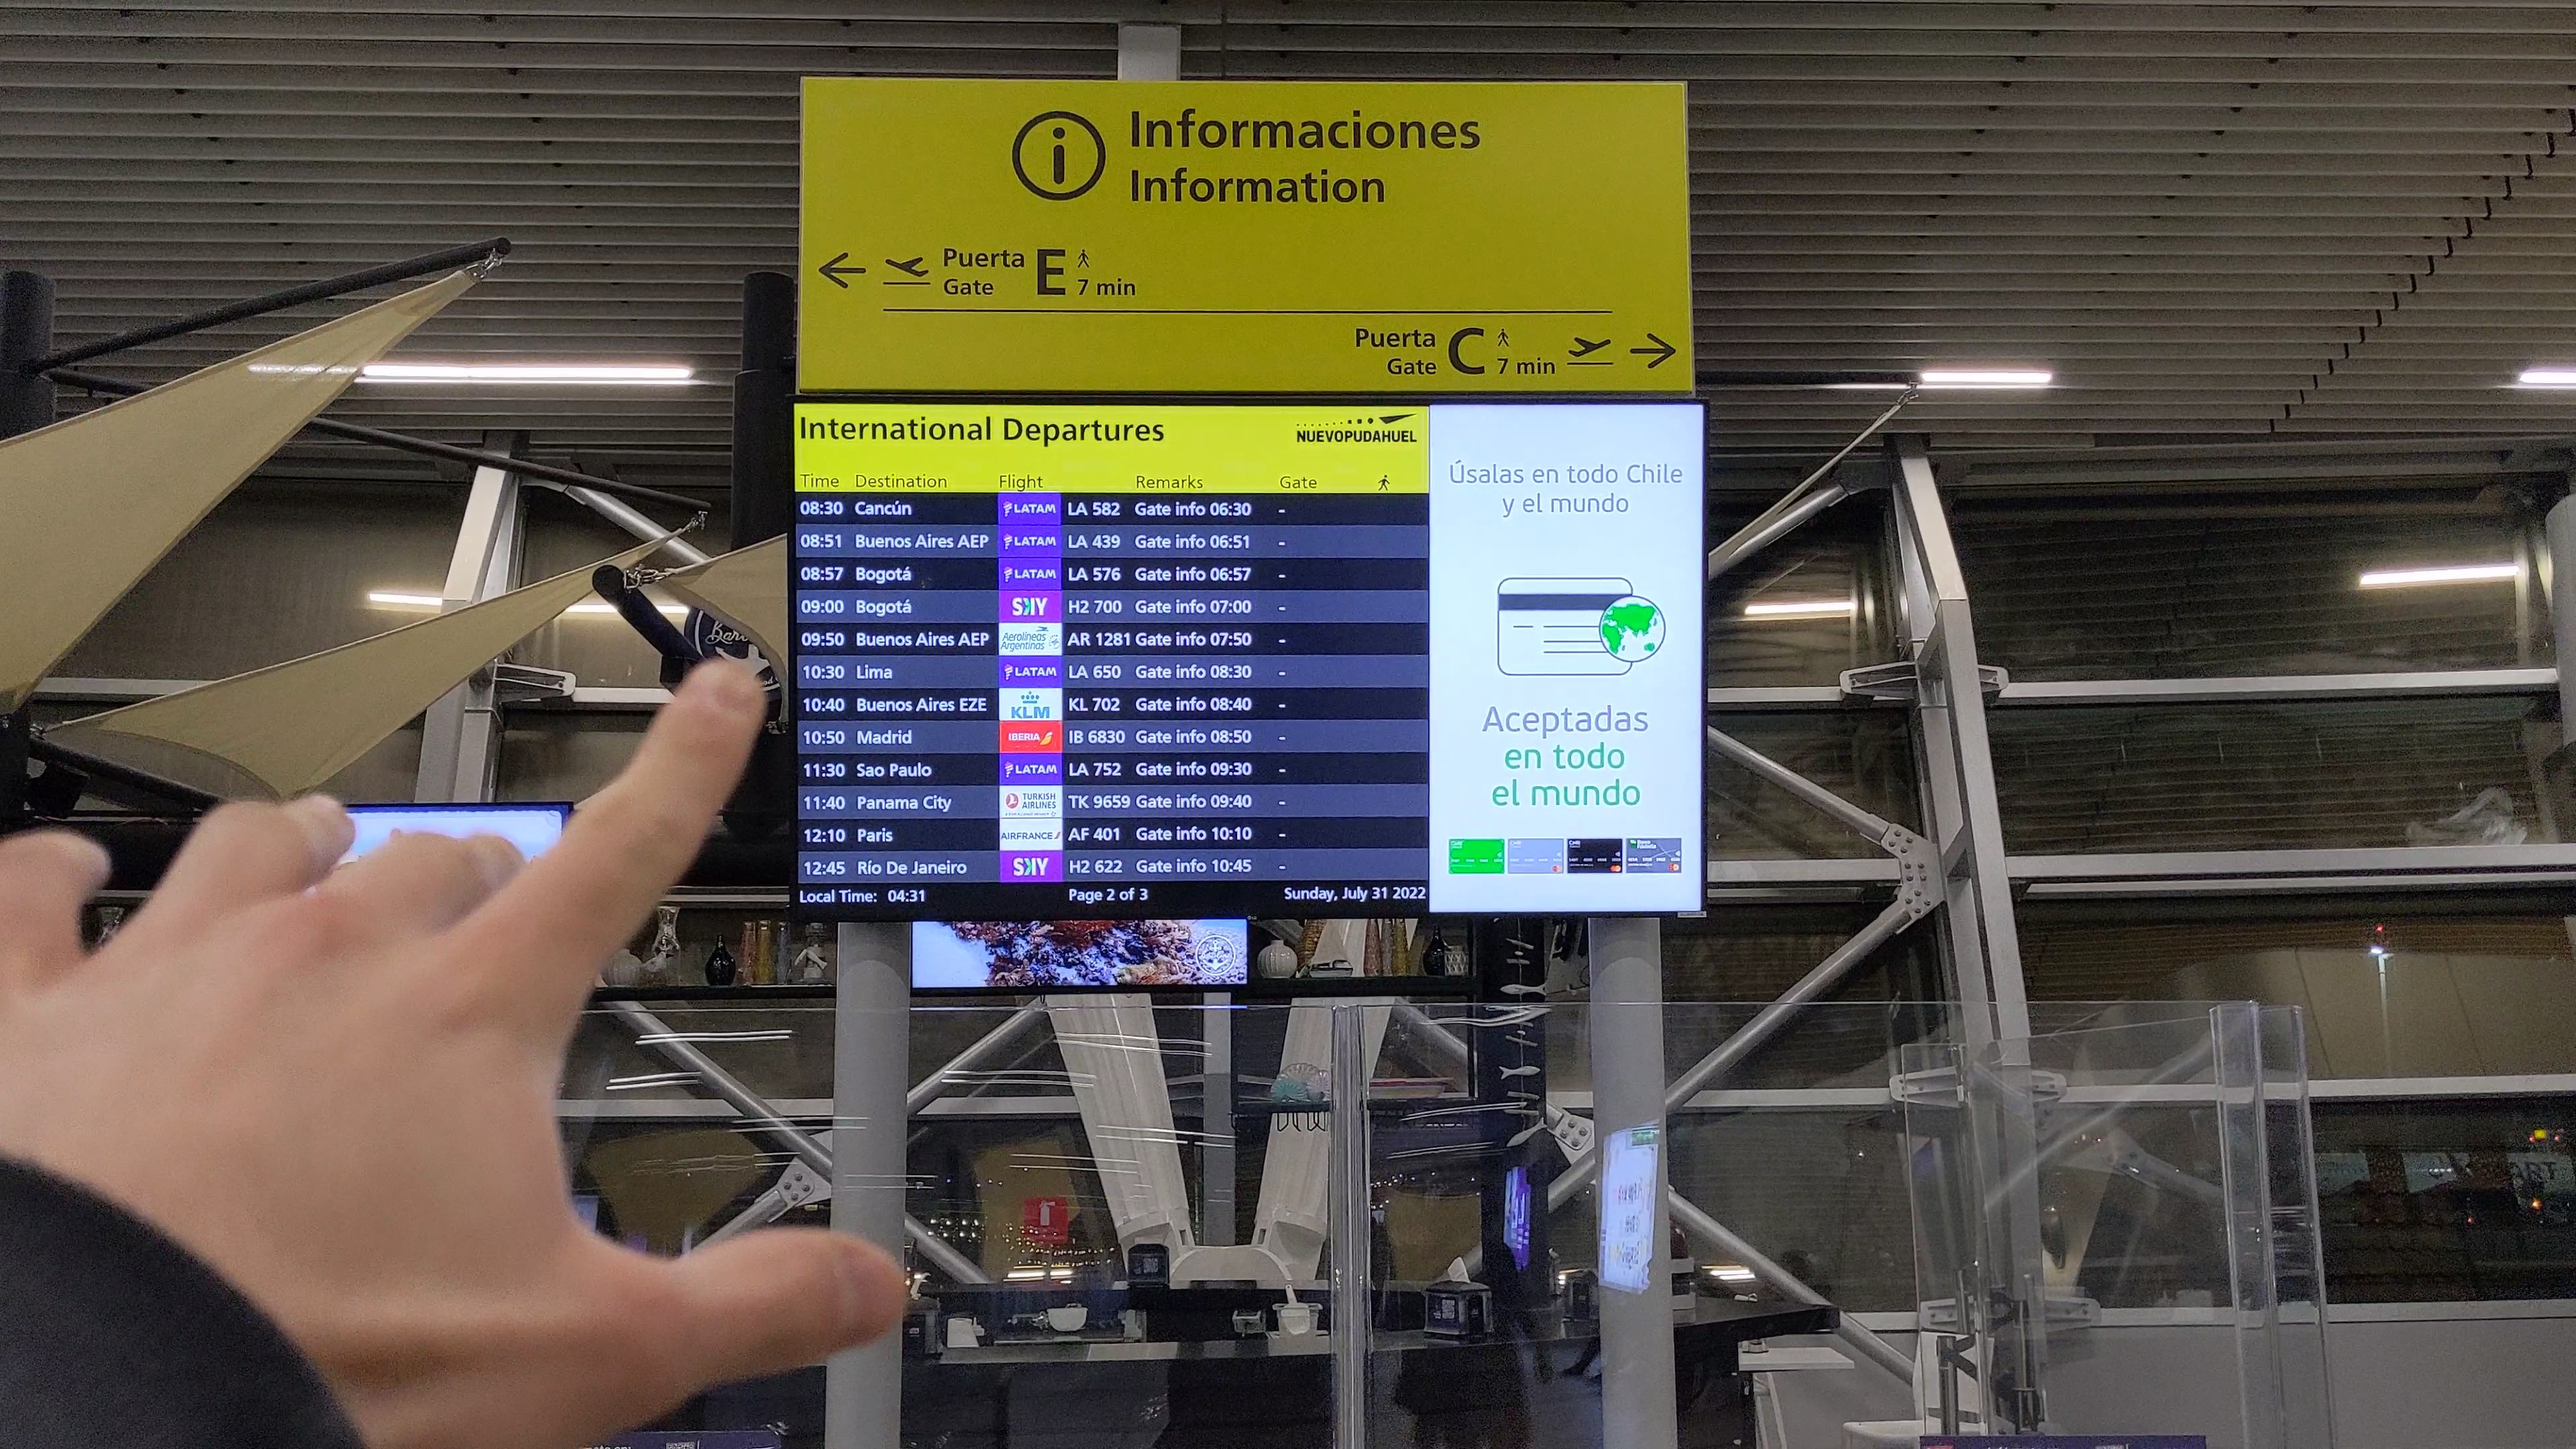 Informaciones
Information
Puerta
Gate
E
7 min
Puerta
Gate
C
7 min
International Departures
NUEVOPUDAHUEL
Time Destination Flight Remarks Gate
08:30 Cancún LATAM LA 582 Gate info 06:30 -
08:51 Buenos Aires AEP LATAM LA 439 Gate info 06:51 -
08:57 Bogotá LATAM LA 576 Gate info 06:57 -
09:00 Bogotá SKY H2 700 Gate info 07:00 -
09:50 Buenos Aires AEP Aerolíneas Argentinas AR 1281 Gate info 07:50 -
10:30 Lima LATAM LA 650 Gate info 08:30 -
10:40 Buenos Aires EZE KLM KL 702 Gate info 08:40 -
10:50 Madrid IBERIA IB 6830 Gate info 08:50 -
11:30 Sao Paulo LATAM LA 752 Gate info 09:30 -
11:40 Panama City TURKISH AIRLINES TK 9659 Gate info 09:40 -
12:10 Paris AIRFRANCE AF 401 Gate info 10:10 -
12:45 Río De Janeiro SKY H2 622 Gate info 10:45 -
Local Time: 04:31 Page 2 of 3 Sunday, July 31 2022
Úsalas en todo Chile
y el mundo
Aceptadas
en todo
el mundo